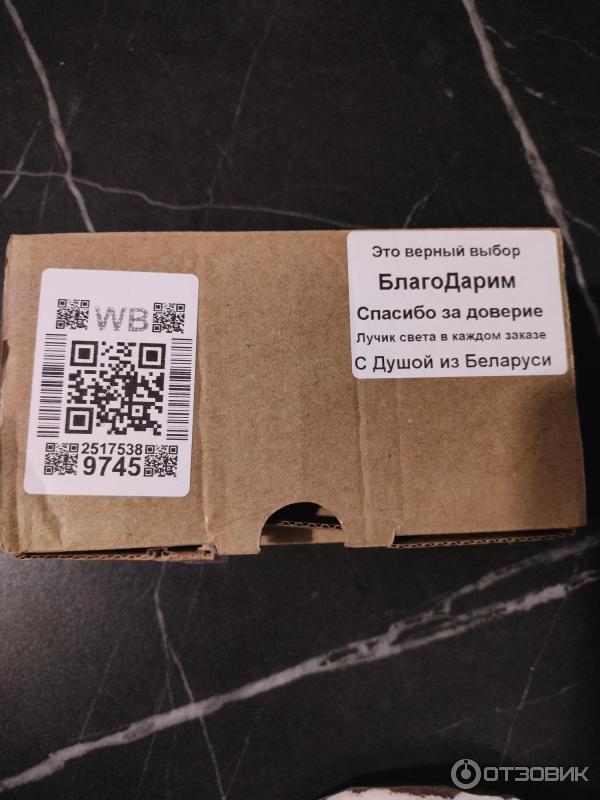 WB
2517538
9745
Это верный выбор
БлагоДарим
Спасибо за доверие
Лучик света в каждом заказе
С Душой из Беларуси
ОТЗОВИК